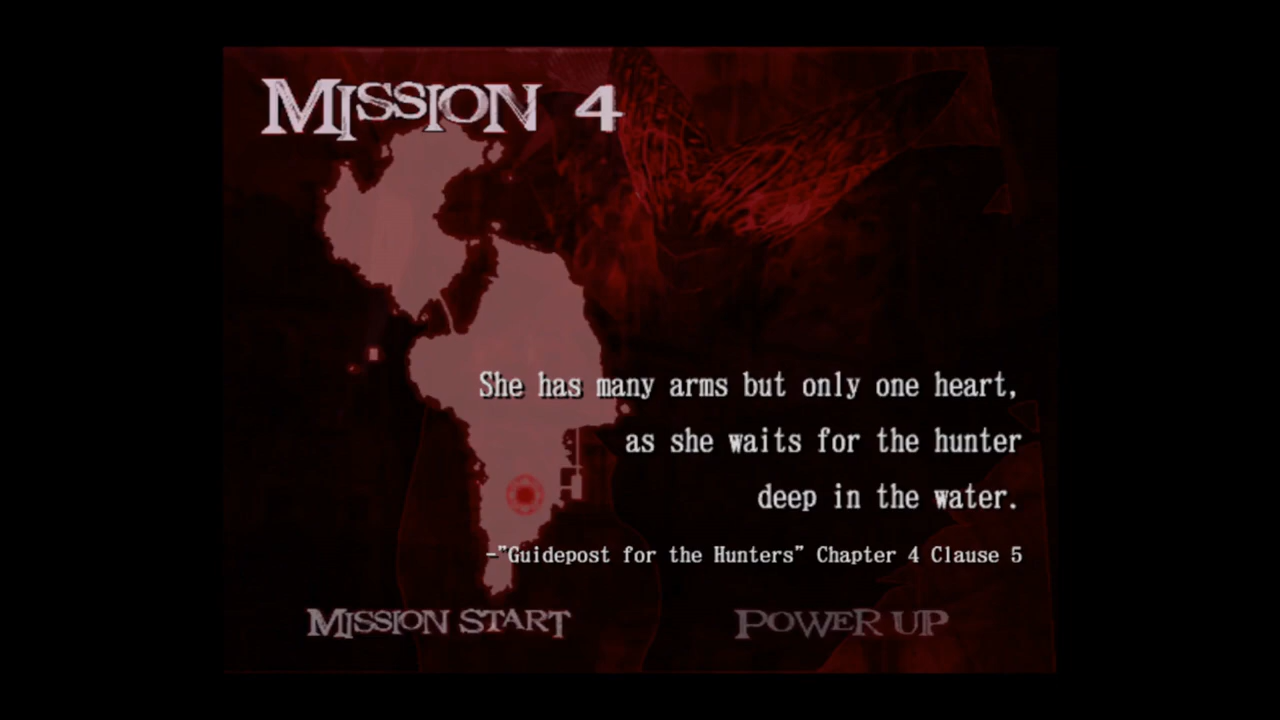 MISSION 4
She has many arms but only one heart,
as she waits for the hunter
deep in the water.
-"Guidepost for the Hunters" Chapter 4 Clause 5
MISSION START
POWER UP